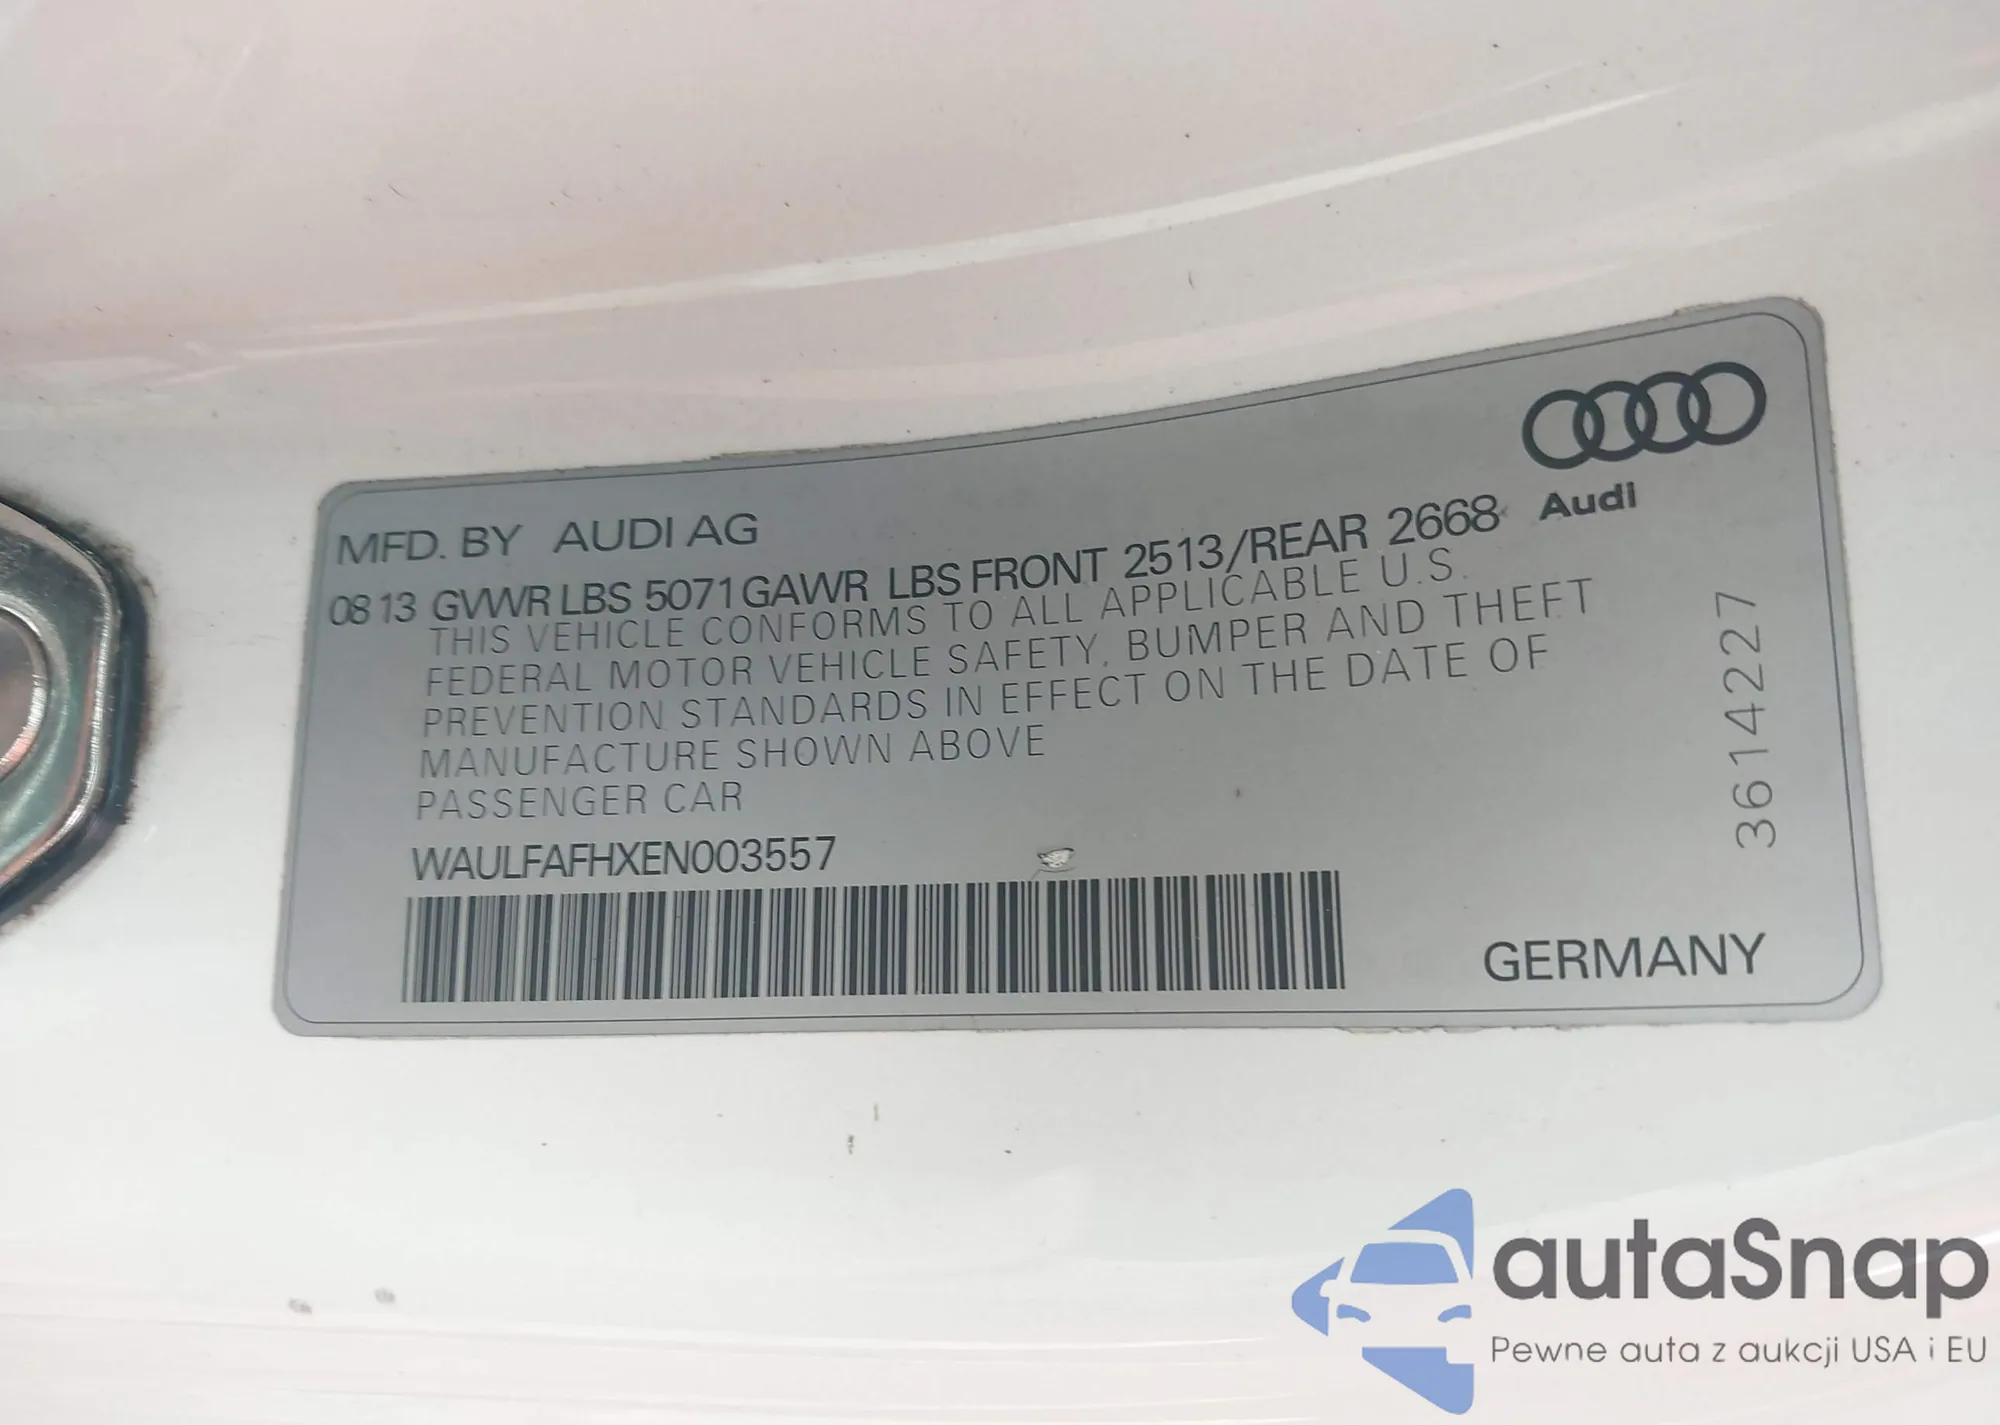 MFD. BY AUDI AG
08 13 GVWR LBS 5071 GAWR LBS FRONT 2513/REAR 2668
Audi
THIS VEHICLE CONFORMS TO ALL APPLICABLE U.S.
FEDERAL MOTOR VEHICLE SAFETY, BUMPER AND THEFT
PREVENTION STANDARDS IN EFFECT ON THE DATE OF
MANUFACTURE SHOWN ABOVE
PASSENGER CAR
WAULFAFHXEN003557
3614227
GERMANY
autaSnap
Pewne auta z aukcji USA i EU